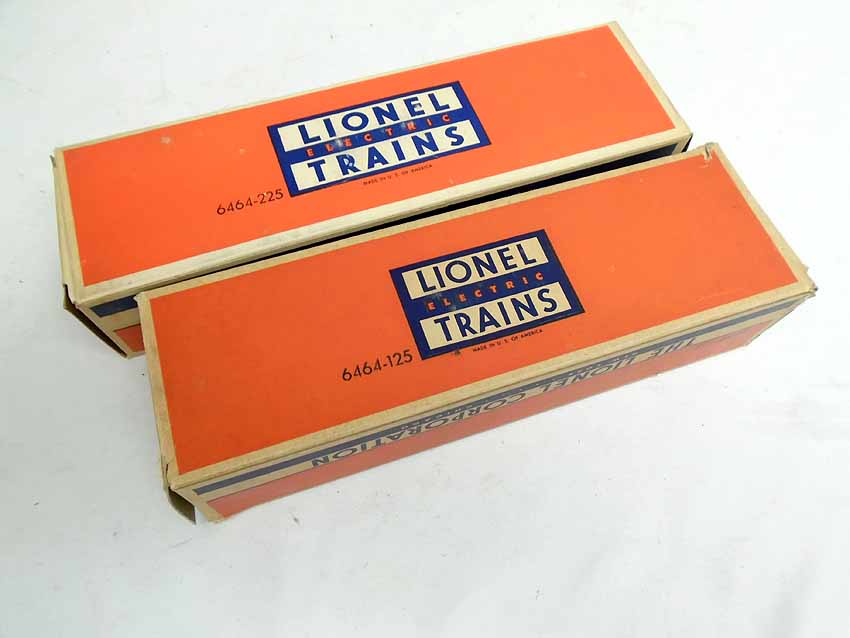 LIONEL
ELECTRIC
TRAINS
MADE IN U. S. OF AMERICA
6464-225
LIONEL
ELECTRIC
TRAINS
MADE IN U. S. OF AMERICA
6464-125
THE LIONEL CORPORATION
CHICAGO